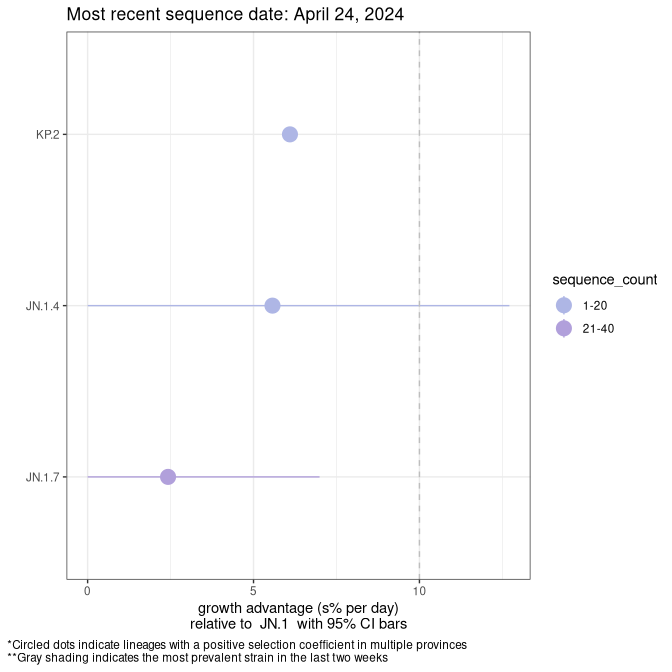 Most recent sequence date: April 24, 2024
KP.2
JN.1.4
JN.1.7
0 5 10
growth advantage (s% per day)
relative to JN.1 with 95% CI bars
sequence_count
1-20
21-40
*Circled dots indicate lineages with a positive selection coefficient in multiple provinces
**Gray shading indicates the most prevalent strain in the last two weeks